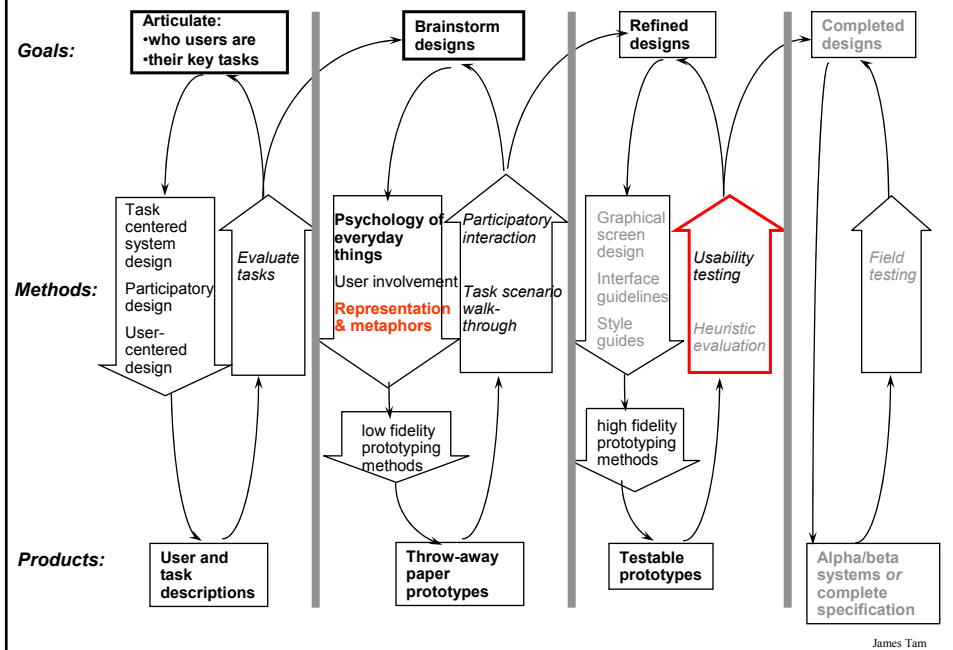 Goals:
Articulate:
•who users are
•their key tasks
Brainstorm
designs
Refined
designs
Completed
designs
Methods:
Task
centered
system
design
Participatory
design
User-
centered
design
Evaluate
tasks
Psychology of
everyday
things
User involvement
Representation
& metaphors
low fidelity
prototyping
methods
Participatory
interaction
Task scenario
walk-
through
Graphical
screen
design
Interface
guidelines
Style
guides
high fidelity
prototyping
methods
Usability
testing
Heuristic
evaluation
Field
testing
Products:
User and
task
descriptions
Throw-away
paper
prototypes
Testable
prototypes
Alpha/beta
systems or
complete
specification
James Tam